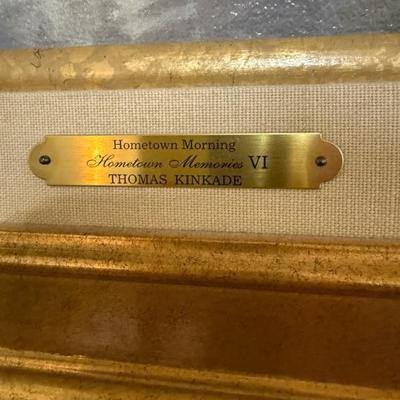 Hometown Morning
Hometown Memories VI
THOMAS KINKADE